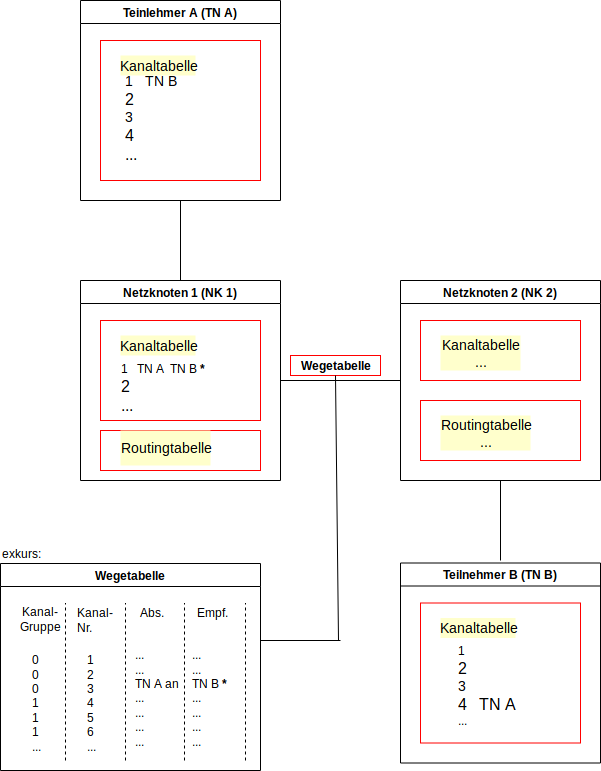 Teinlehmer A (TN A)
Kanaltabelle
1 TN B
2
3
4
...
Netzknoten 1 (NK 1)
Kanaltabelle
1 TN A TN B *
2
...
Routingtabelle
Wegetabelle
Netzknoten 2 (NK 2)
Kanaltabelle
...
Routingtabelle
...
exkurs:
Wegetabelle
Kanal- Kanal- Abs. Empf.
Gruppe Nr.
0 1 ... ...
0 2 ... ...
0 3 TN A an TN B *
1 4 ... ...
1 5 ... ...
1 6 ... ...
... ...
Teilnehmer B (TN B)
Kanaltabelle
1
2
3
4 TN A
...